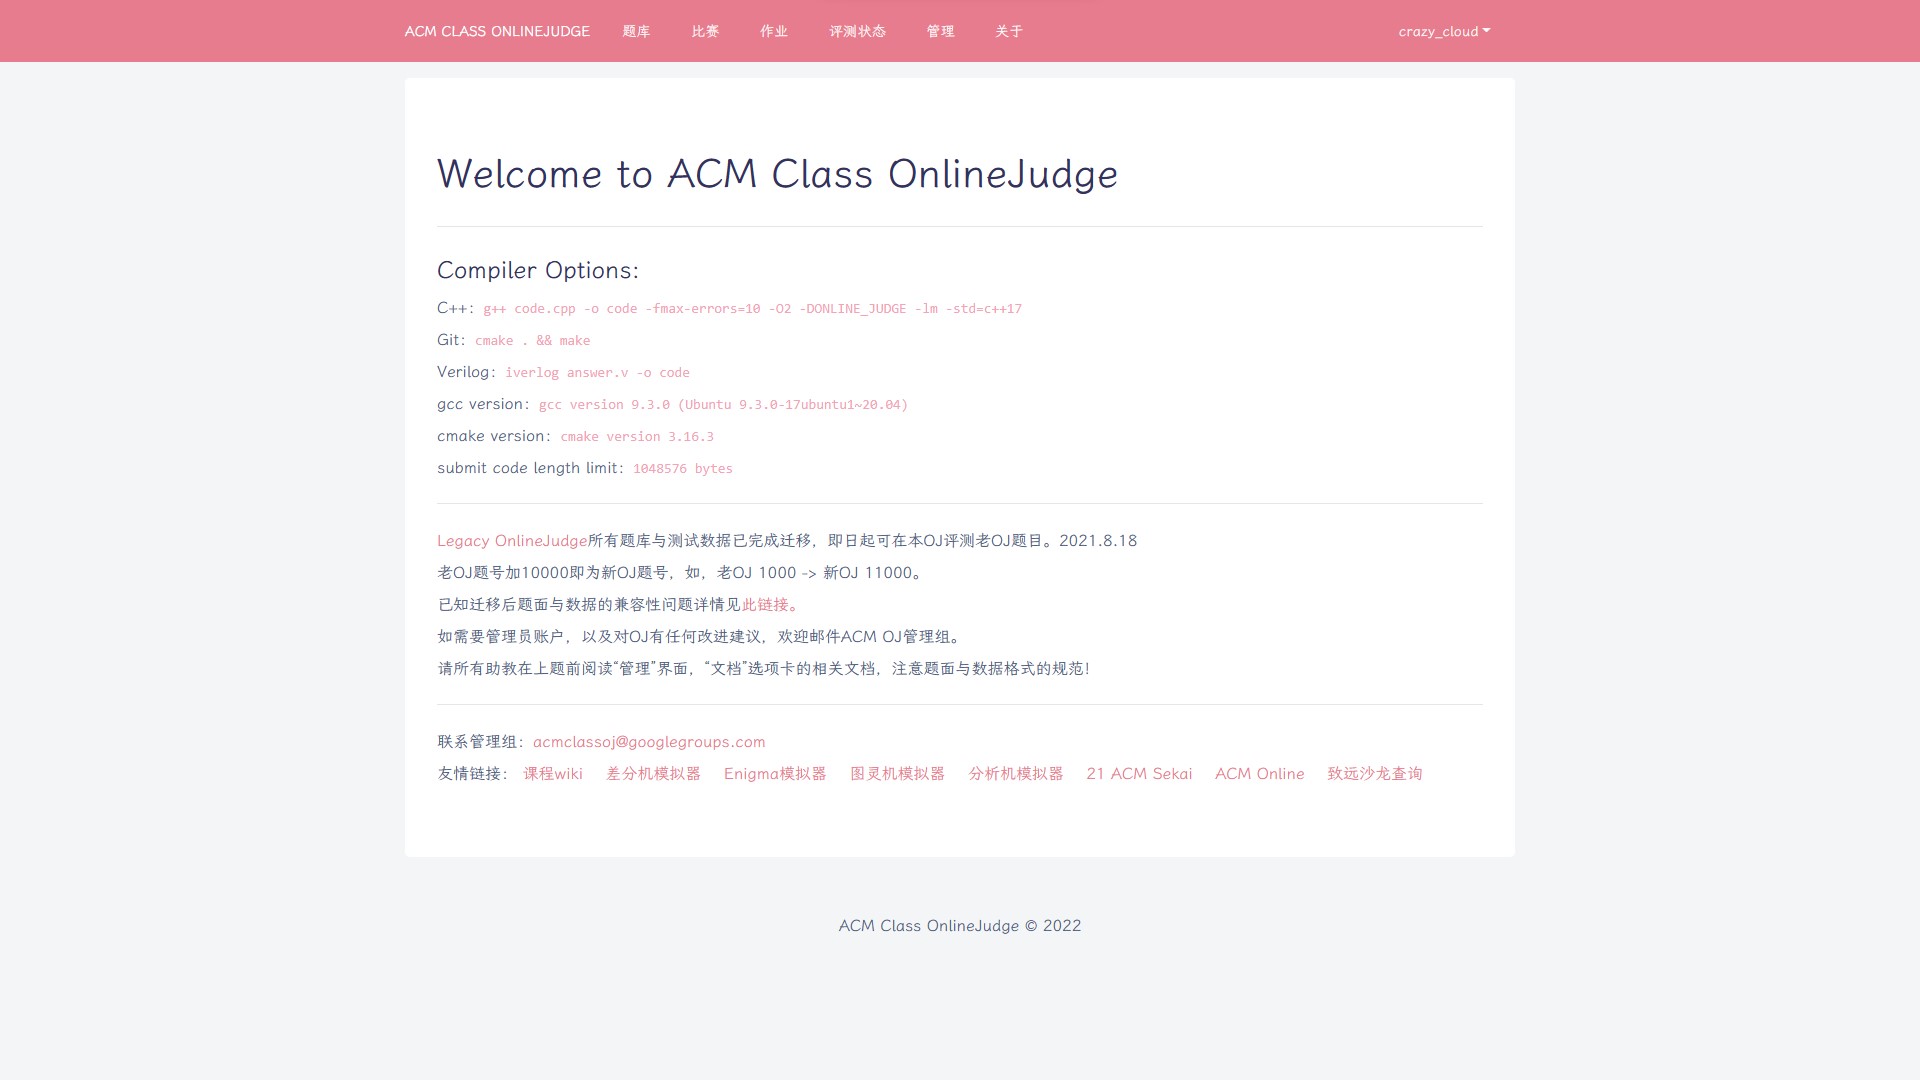 ACM CLASS ONLINEJUDGE 题库 比赛 作业 评测状态 管理 关于 crazy_cloud
Welcome to ACM Class OnlineJudge
Compiler Options:
C++: g++ code.cpp -o code -fmax-errors=10 -O2 -DONLINE_JUDGE -lm -std=c++17
Git: cmake . && make
Verilog: iverlog answer.v -o code
gcc version: gcc version 9.3.0 (Ubuntu 9.3.0-17ubuntu1~20.04)
cmake version: cmake version 3.16.3
submit code length limit: 1048576 bytes
Legacy OnlineJudge所有题库与测试数据已完成迁移，即日起可在本OJ评测老OJ题目。2021.8.18
老OJ题号加10000即为新OJ题号，如，老OJ 1000 -> 新OJ 11000。
已知迁移后题面与数据的兼容性问题详情见此链接。
如需要管理员账户，以及对OJ有任何改进建议，欢迎邮件ACM OJ管理组。
请所有助教在上题前阅读“管理”界面，“文档”选项卡的相关文档，注意题面与数据格式的规范！
联系管理组：acmclassoj@googlegroups.com
友情链接： 课程wiki 差分机模拟器 Enigma模拟器 图灵机模拟器 分析机模拟器 21 ACM Sekai ACM Online 致远沙龙查询
ACM Class OnlineJudge © 2022